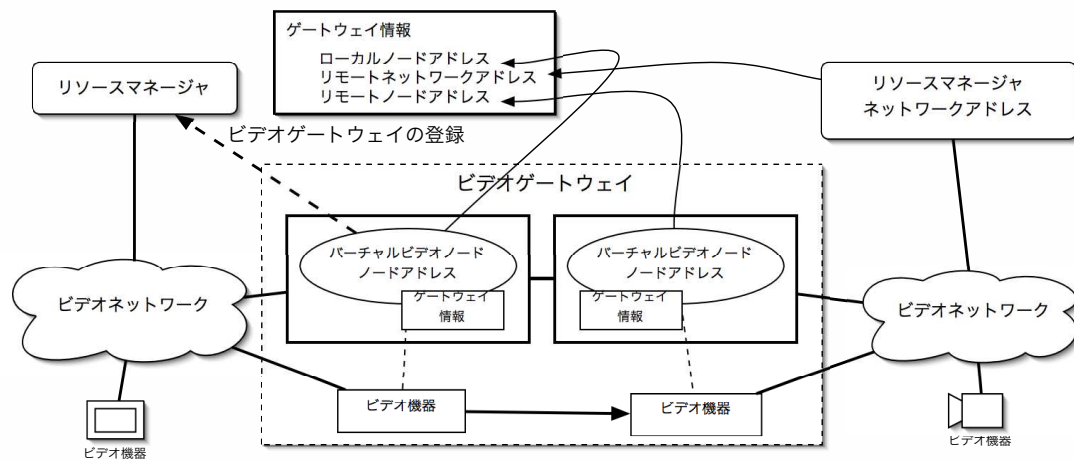 ゲートウェイ情報
ローカルノードアドレス
リモートネットワークアドレス
リモートノードアドレス
リソースマネージャ
リソースマネージャ
ネットワークアドレス
ビデオゲートウェイの登録
ビデオゲートウェイ
バーチャルビデオノード
ノードアドレス
ゲートウェイ
情報
バーチャルビデオノード
ノードアドレス
ゲートウェイ
情報
ビデオネットワーク
ビデオネットワーク
ビデオ機器
ビデオ機器
ビデオ機器
ビデオ機器